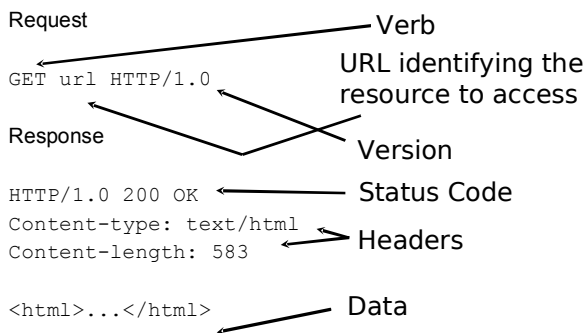 Request
Verb
GET url HTTP/1.0
URL identifying the
resource to access
Response
Version
HTTP/1.0 200 OK
Status Code
Content-type: text/html
Headers
Content-length: 583
<html>...</html>
Data